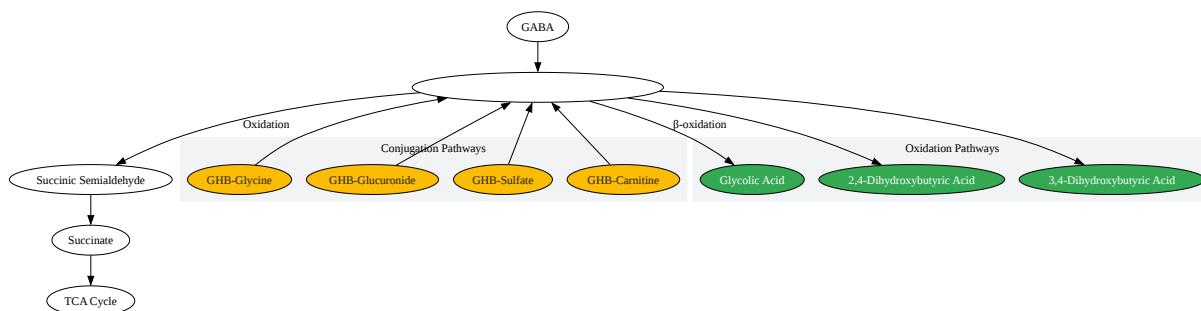 GABA
Oxidation
β-oxidation
Conjugation Pathways
Oxidation Pathways
Succinic Semialdehyde
GHB-Glycine
GHB-Glucuronide
GHB-Sulfate
GHB-Carnitine
Glycolic Acid
2,4-Dihydroxybutyric Acid
3,4-Dihydroxybutyric Acid
Succinate
TCA Cycle